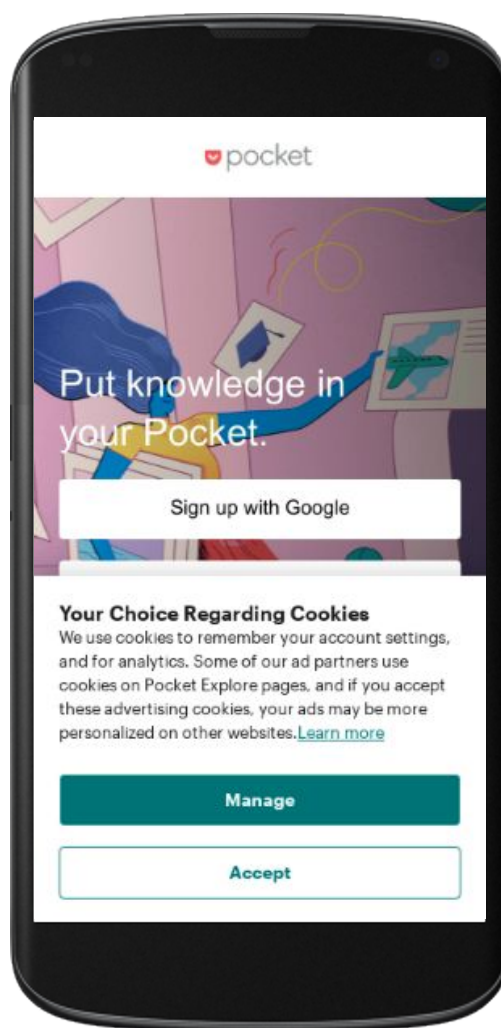 pocket
Put knowledge in
your Pocket.
Sign up with Google
Your Choice Regarding Cookies
We use cookies to remember your account settings,
and for analytics. Some of our ad partners use
cookies on Pocket Explore pages, and if you accept
these advertising cookies, your ads may be more
personalized on other websites.Learn more
Manage
Accept